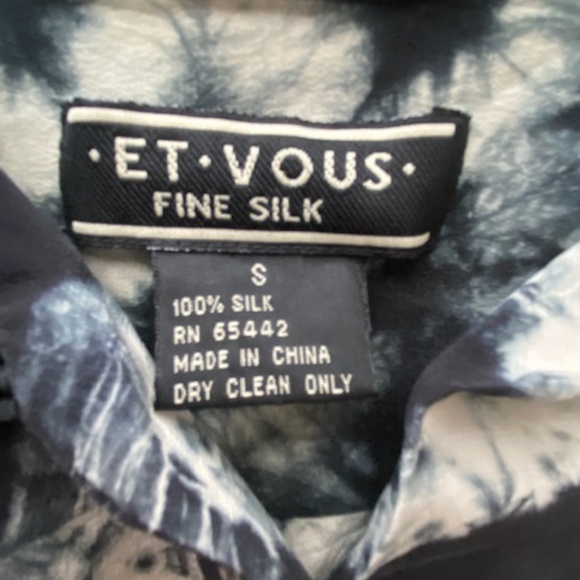 ·ET·VOUS·
FINE SILK
S
100% SILK
RN 65442
MADE IN CHINA
DRY CLEAN ONLY